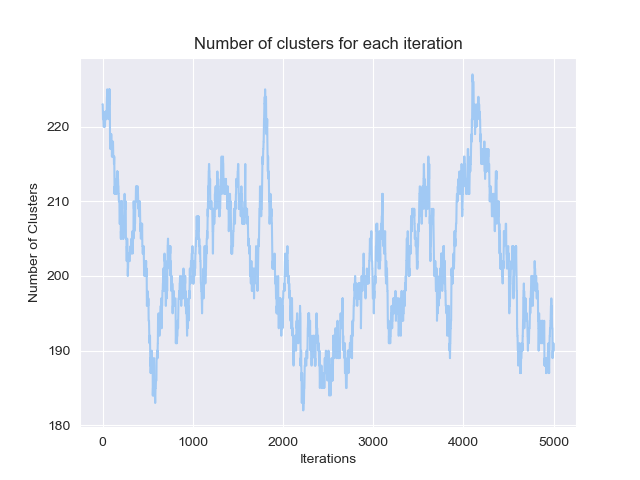 Number of clusters for each iteration
Number of Clusters
220
210
200
190
180
0 1000 2000 3000 4000 5000
Iterations